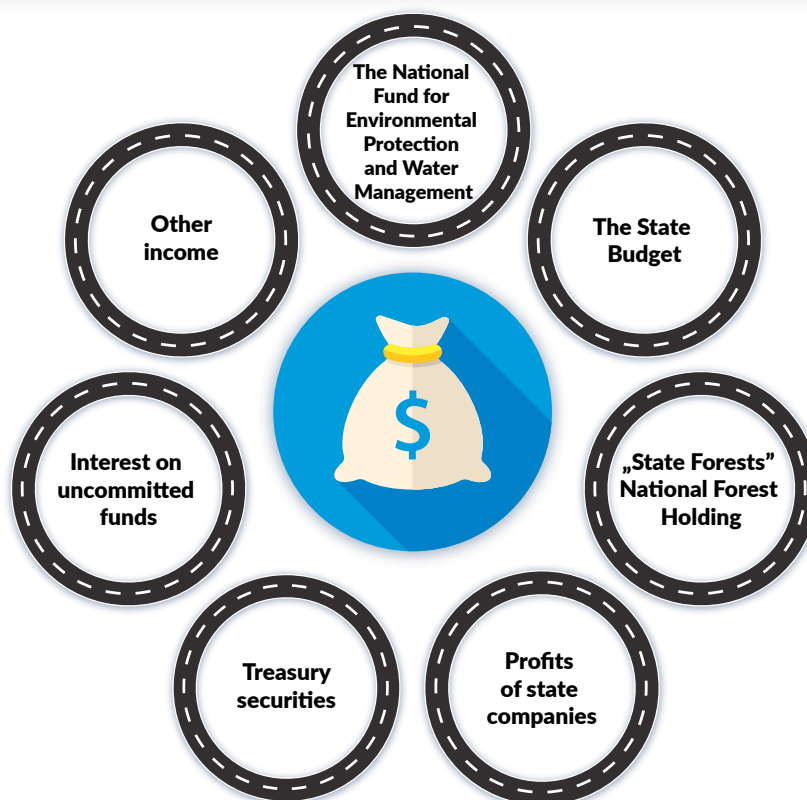 The National
Fund for
Environmental
Protection
and Water
Management
Other
income
The State
Budget
$
Interest on
uncommitted
funds
„State Forests”
National Forest
Holding
Treasury
securities
Profits
of state
companies